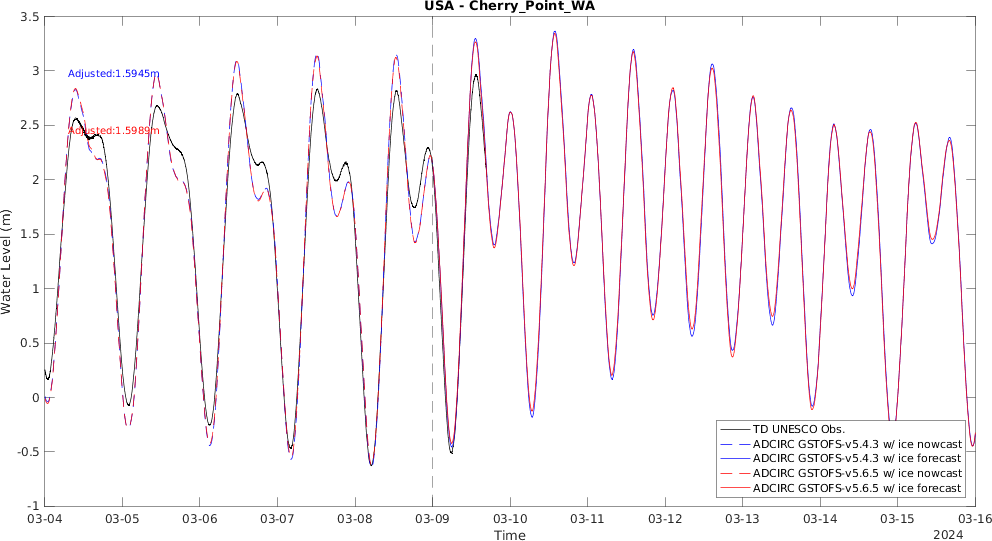 USA - Cherry_Point_WA
3.5
3
2.5
2
1.5
1
0.5
0
-0.5
-1
Water Level (m)
Adjusted:1.5945m
Adjusted:1.5989m
TD UNESCO Obs.
ADCIRC GSTOFS-v5.4.3 w/ ice nowcast
ADCIRC GSTOFS-v5.4.3 w/ ice forecast
ADCIRC GSTOFS-v5.6.5 w/ ice nowcast
ADCIRC GSTOFS-v5.6.5 w/ ice forecast
03-04 03-05 03-06 03-07 03-08 03-09 03-10 03-11 03-12 03-13 03-14 03-15 03-16
Time
2024